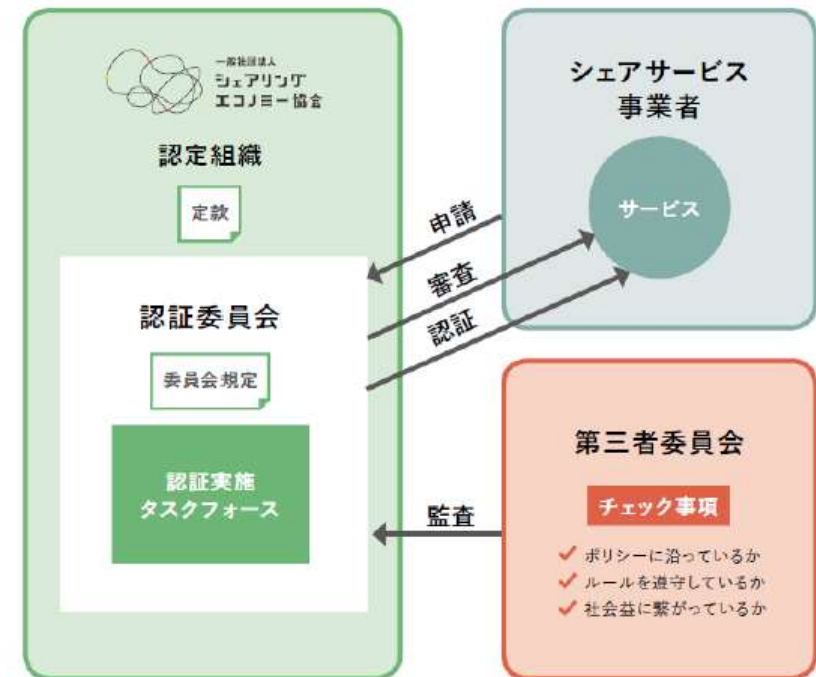 一般社団法人
シェアリング
エコノミー協会
認定組織
定款
認証委員会
委員会規定
認証実施
タスクフォース
申請
審査
認証
監査
シェアサービス
事業者
サービス
第三者委員会
チェック事項
ポリシーに沿っているか
ルールを遵守しているか
社会益に繋がっているか